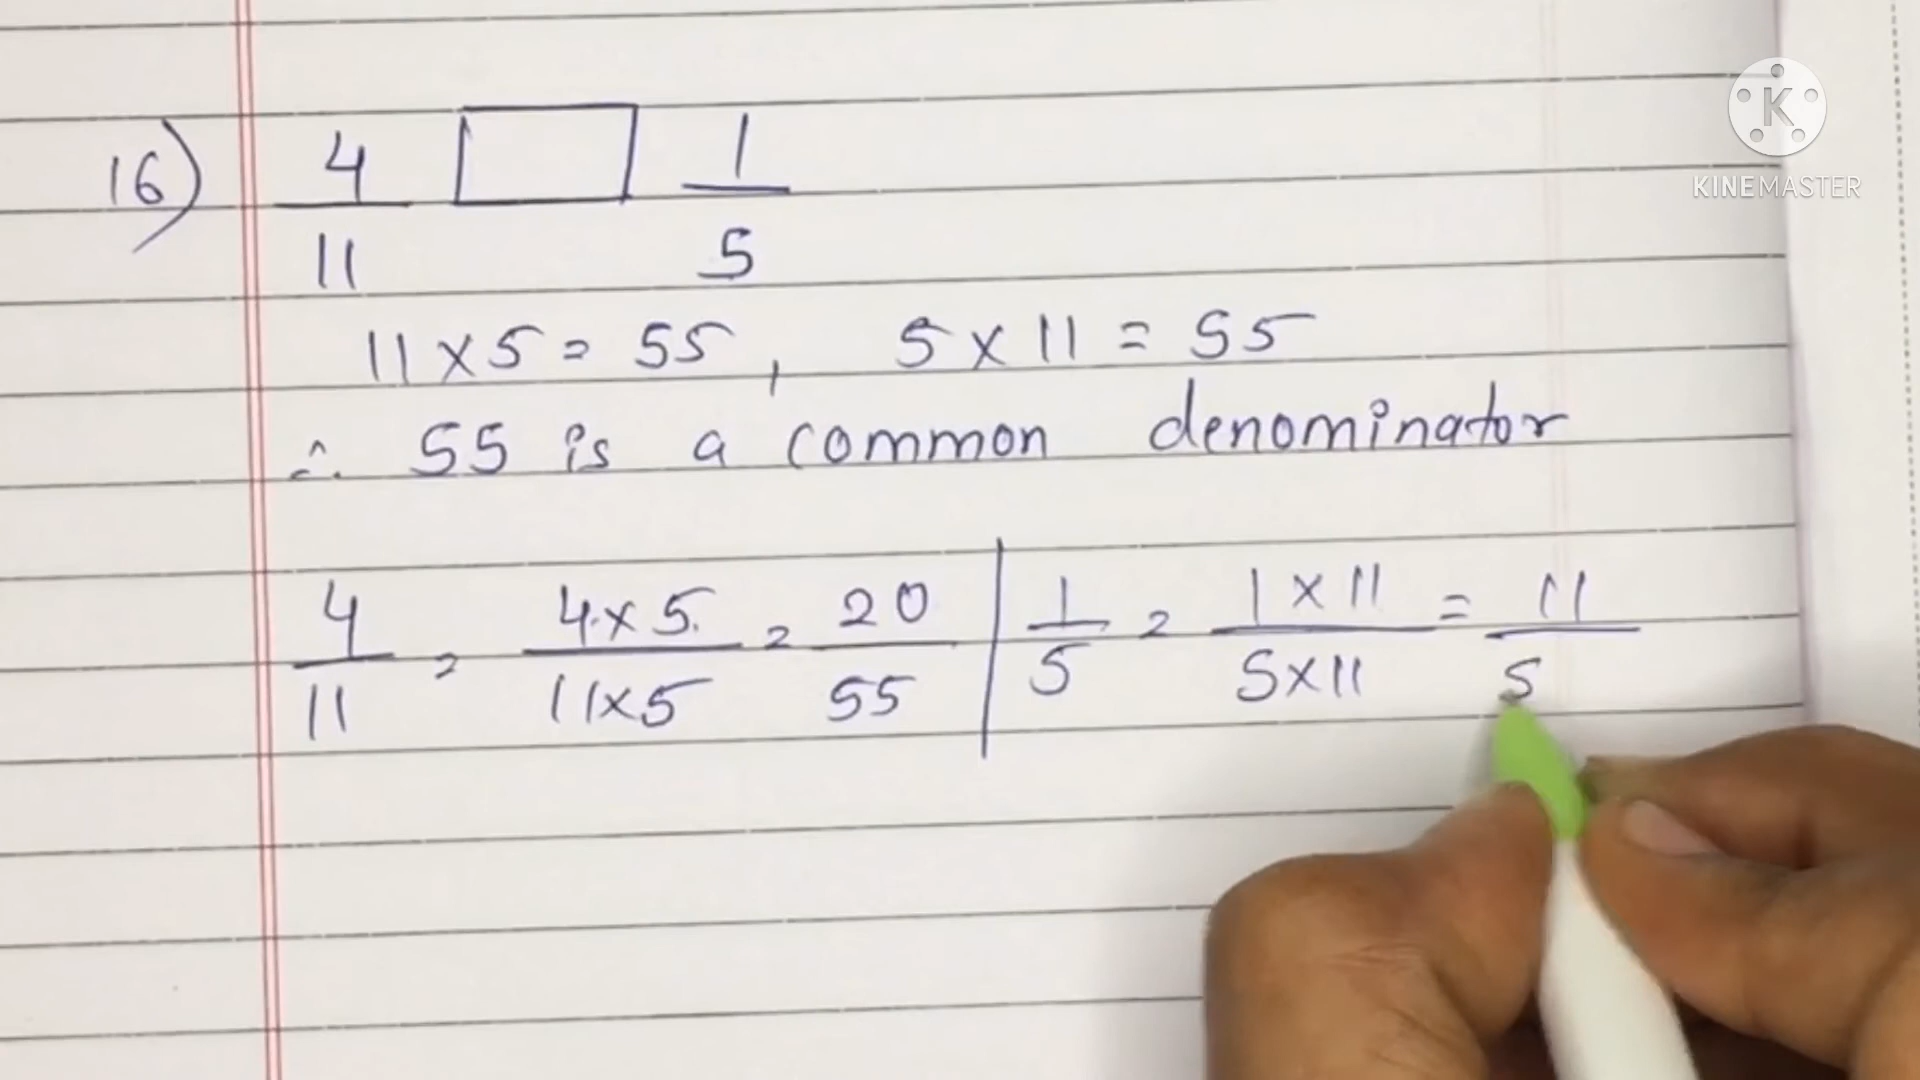 16) 4/11 □ 1/5
11 x 5 = 55 , 5 x 11 = 55
∴ 55 is a common denominator
4/11 = 4 x 5/11 x 5 = 20/55 | 1/5 = 1 x 11/5 x 11 = 11/5
K
KINEMASTER